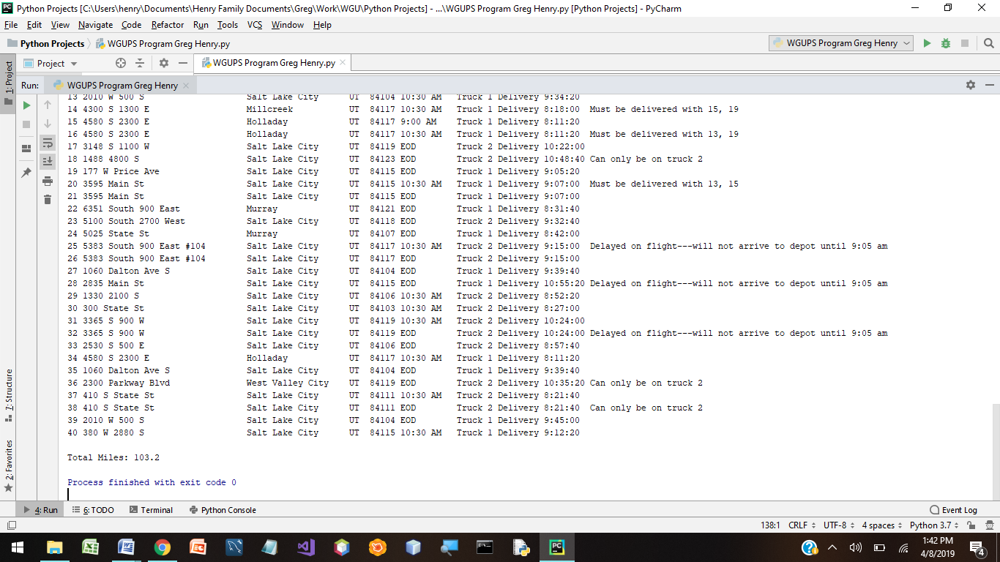 Python Projects [C:\Users\henry\Documents\Henry Family Documents\Greg\Work\WGU\Python Projects] - ...\WGUPS Program Greg Henry.py [Python Projects] - PyCharm
File Edit View Navigate Code Refactor Run Tools VCS Window Help
Python Projects WGUPS Program Greg Henry.py WGUPS Program Greg Henry
1: Project Project WGUPS Program Greg Henry.py
Run: WGUPS Program Greg Henry
13 2010 W 500 S Salt Lake City UT 84104 10:30 AM Truck 1 Delivery 9:34:20
14 4300 S 1300 E Millcreek UT 84117 10:30 AM Truck 1 Delivery 8:18:00 Must be delivered with 15, 19
15 4580 S 2300 E Holladay UT 84117 9:00 AM Truck 1 Delivery 8:11:20
16 4580 S 2300 E Holladay UT 84117 10:30 AM Truck 1 Delivery 8:11:20 Must be delivered with 13, 19
17 3148 S 1100 W Salt Lake City UT 84119 EOD Truck 2 Delivery 10:22:00
18 1488 4800 S Salt Lake City UT 84123 EOD Truck 2 Delivery 10:48:40 Can only be on truck 2
19 177 W Price Ave Salt Lake City UT 84115 EOD Truck 1 Delivery 9:05:20
20 3595 Main St Salt Lake City UT 84115 10:30 AM Truck 1 Delivery 9:07:00 Must be delivered with 13, 15
21 3595 Main St Salt Lake City UT 84115 EOD Truck 1 Delivery 9:07:00
22 6351 South 900 East Murray UT 84121 EOD Truck 1 Delivery 8:31:40
23 5100 South 2700 West Salt Lake City UT 84118 EOD Truck 2 Delivery 9:32:40
24 5025 State St Murray UT 84107 EOD Truck 1 Delivery 8:42:00
25 5383 South 900 East #104 Salt Lake City UT 84117 10:30 AM Truck 2 Delivery 9:15:00 Delayed on flight---will not arrive to depot until 9:05 am
26 5383 South 900 East #104 Salt Lake City UT 84117 EOD Truck 2 Delivery 9:15:00
27 1060 Dalton Ave S Salt Lake City UT 84104 EOD Truck 1 Delivery 9:39:40
28 2835 Main St Salt Lake City UT 84115 EOD Truck 1 Delivery 10:55:20 Delayed on flight---will not arrive to depot until 9:05 am
29 1330 2100 S Salt Lake City UT 84106 10:30 AM Truck 2 Delivery 8:52:20
30 300 State St Salt Lake City UT 84103 10:30 AM Truck 2 Delivery 8:27:00
31 3365 S 900 W Salt Lake City UT 84119 10:30 AM Truck 2 Delivery 10:24:00
32 3365 S 900 W Salt Lake City UT 84119 EOD Truck 2 Delivery 10:24:00 Delayed on flight---will not arrive to depot until 9:05 am
33 2530 S 500 E Salt Lake City UT 84106 EOD Truck 2 Delivery 8:57:40
34 4580 S 2300 E Holladay UT 84117 10:30 AM Truck 1 Delivery 8:11:20
35 1060 Dalton Ave S Salt Lake City UT 84104 EOD Truck 1 Delivery 9:39:40
36 2300 Parkway Blvd West Valley City UT 84119 EOD Truck 2 Delivery 10:35:20 Can only be on truck 2
37 410 S State St Salt Lake City UT 84111 10:30 AM Truck 2 Delivery 8:21:40
38 410 S State St Salt Lake City UT 84111 EOD Truck 2 Delivery 8:21:40 Can only be on truck 2
39 2010 W 500 S Salt Lake City UT 84104 EOD Truck 1 Delivery 9:45:00
40 380 W 2880 S Salt Lake City UT 84115 10:30 AM Truck 1 Delivery 9:12:20
Total Miles: 103.2
Process finished with exit code 0
7: Structure
2: Favorites
4: Run 6: TODO Terminal Python Console Event Log
138:1 CRLF UTF-8 4 spaces Python 3.7
1:42 PM
4/8/2019
4